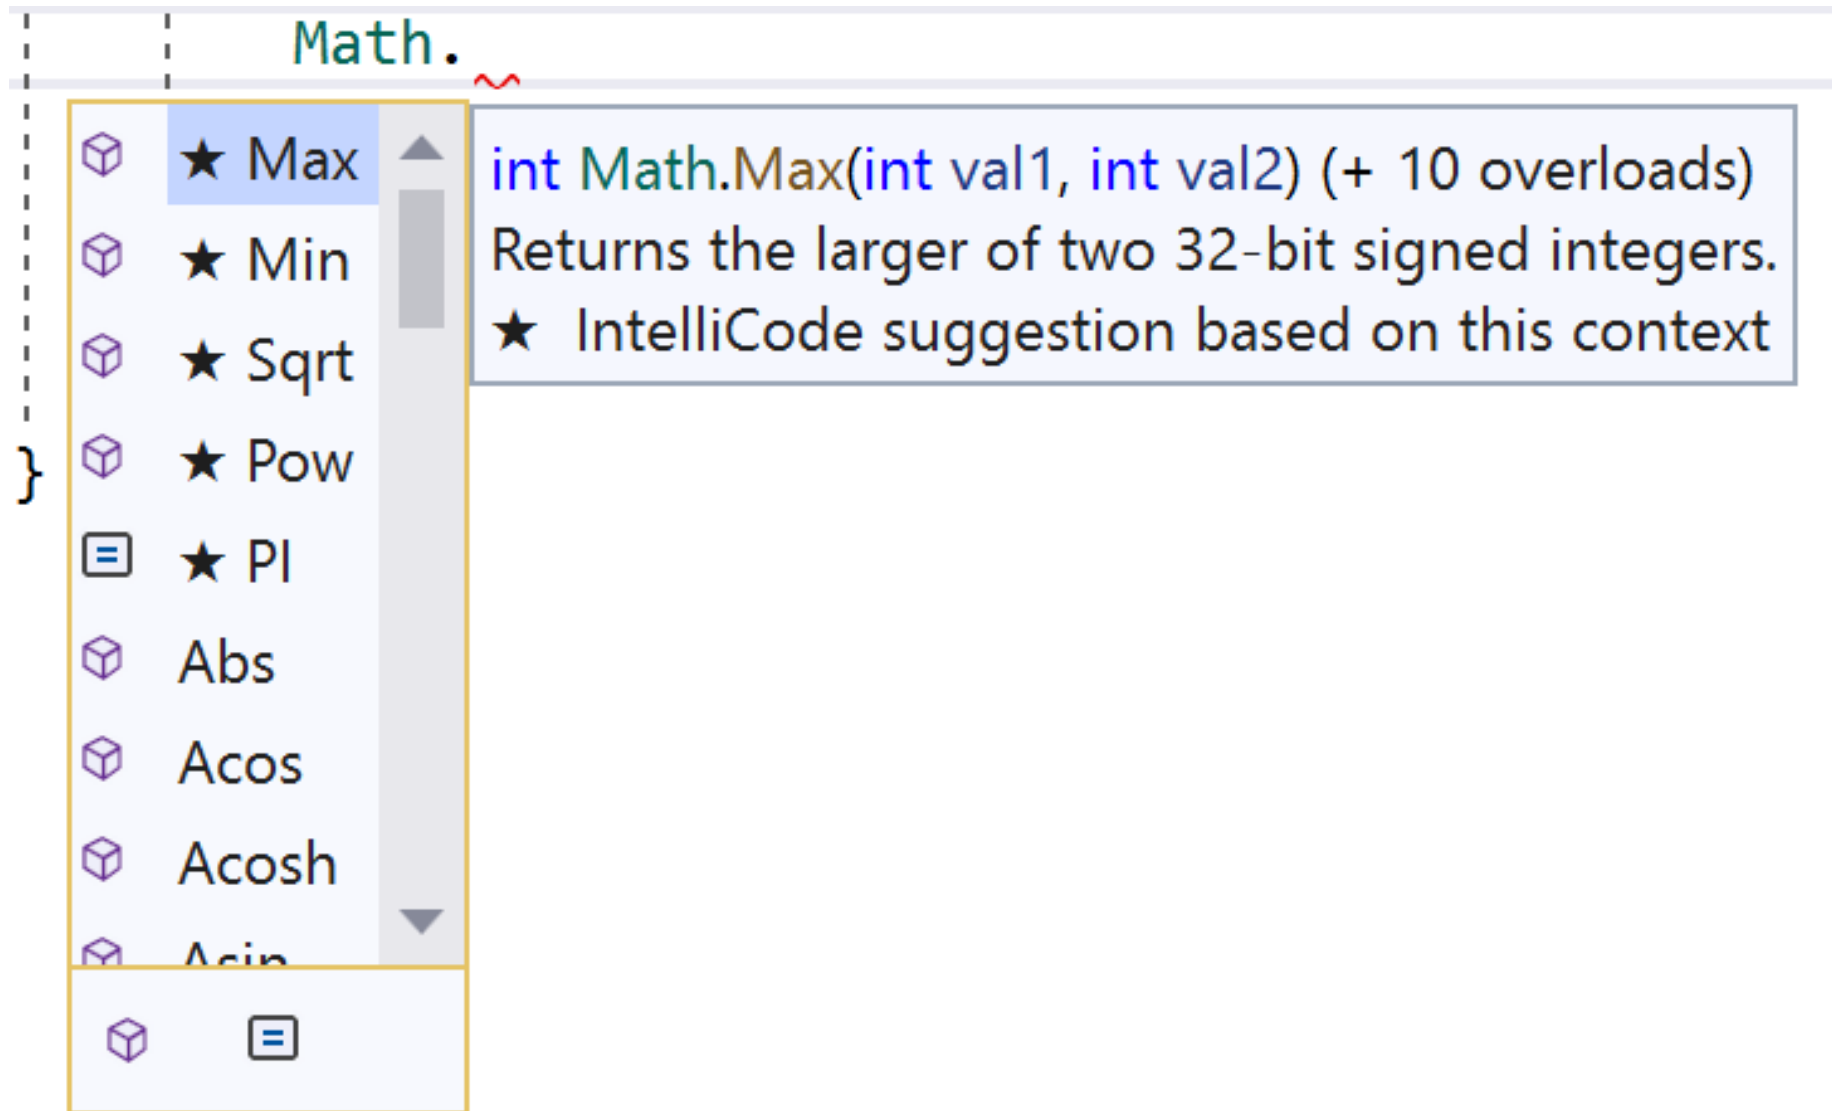 Math.
★ Max
★ Min
★ Sqrt
★ Pow
★ PI
Abs
Acos
Acosh
Asin
int Math.Max(int val1, int val2) (+ 10 overloads)
Returns the larger of two 32-bit signed integers.
★ IntelliCode suggestion based on this context
}